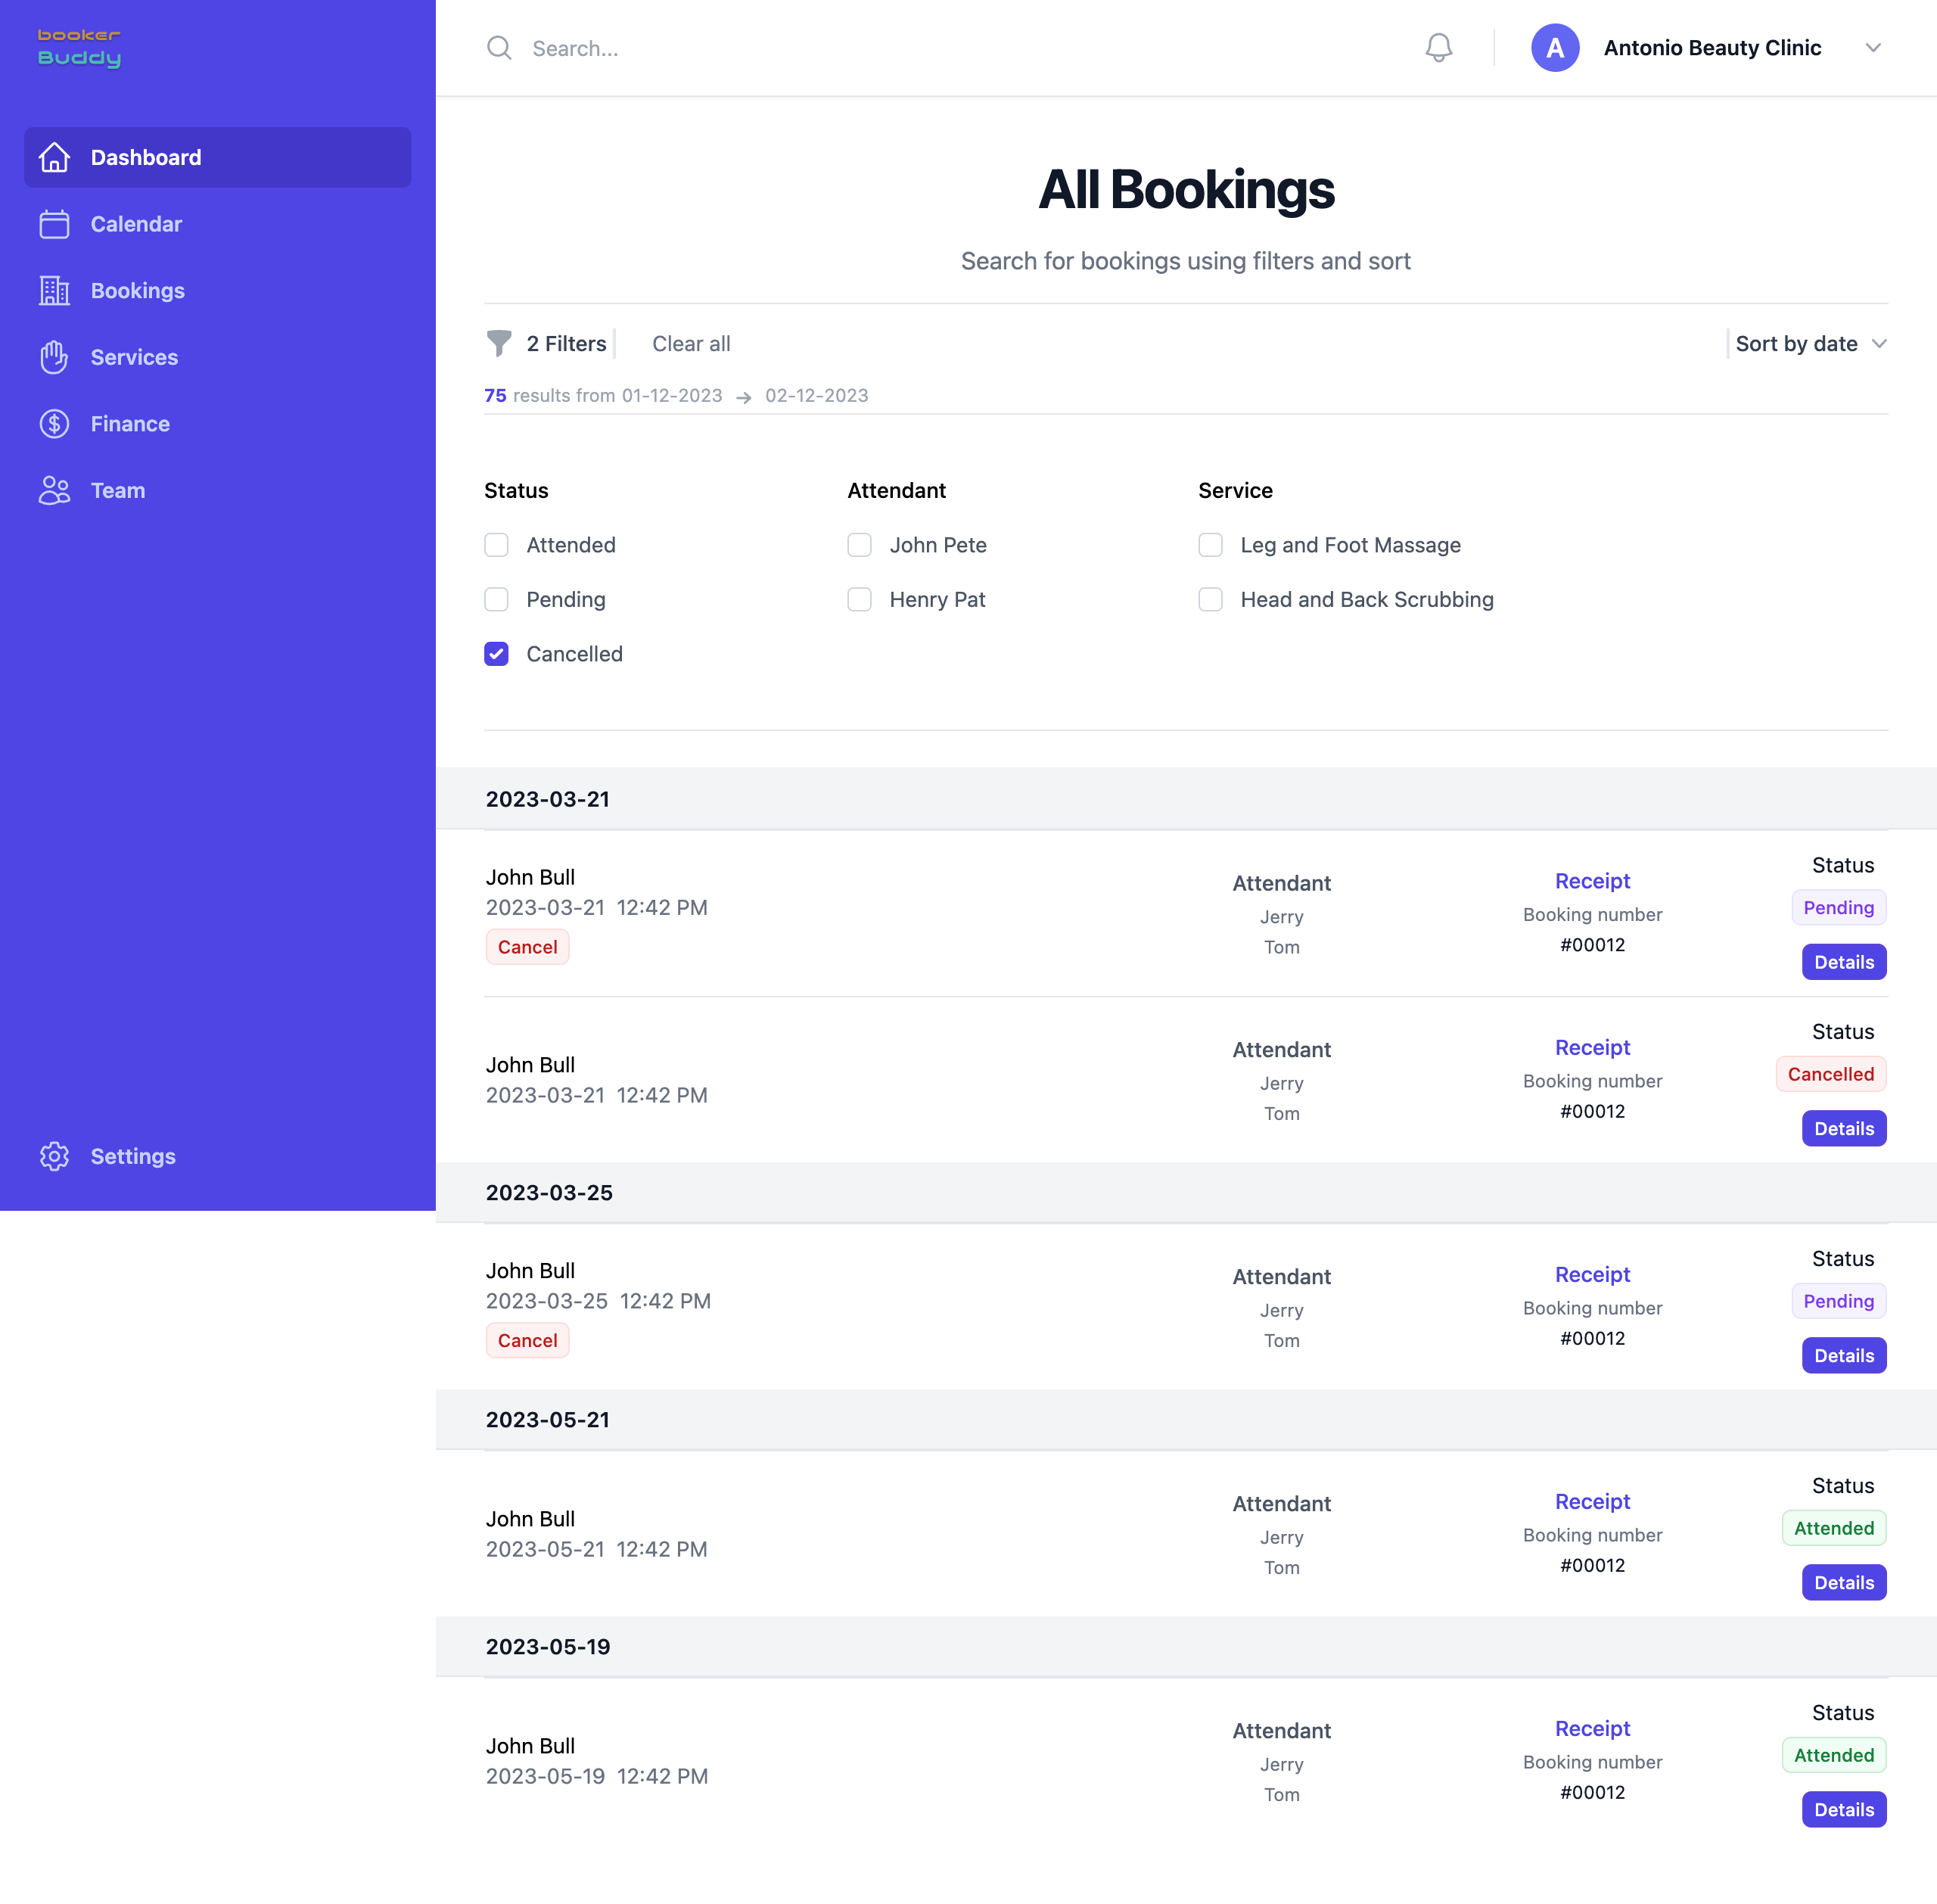 booker
Buddy
Dashboard
Calendar
Bookings
Services
Finance
Team
Settings
Search...
A
Antonio Beauty Clinic
All Bookings
Search for bookings using filters and sort
2 Filters
Clear all
Sort by date
75 results from 01-12-2023 → 02-12-2023
Status
Attended
Pending
Cancelled
Attendant
John Pete
Henry Pat
Service
Leg and Foot Massage
Head and Back Scrubbing
2023-03-21
John Bull
2023-03-21 12:42 PM
Cancel
Attendant
Jerry
Tom
Receipt
Booking number
#00012
Status
Pending
Details
John Bull
2023-03-21 12:42 PM
Attendant
Jerry
Tom
Receipt
Booking number
#00012
Status
Cancelled
Details
2023-03-25
John Bull
2023-03-25 12:42 PM
Cancel
Attendant
Jerry
Tom
Receipt
Booking number
#00012
Status
Pending
Details
2023-05-21
John Bull
2023-05-21 12:42 PM
Attendant
Jerry
Tom
Receipt
Booking number
#00012
Status
Attended
Details
2023-05-19
John Bull
2023-05-19 12:42 PM
Attendant
Jerry
Tom
Receipt
Booking number
#00012
Status
Attended
Details